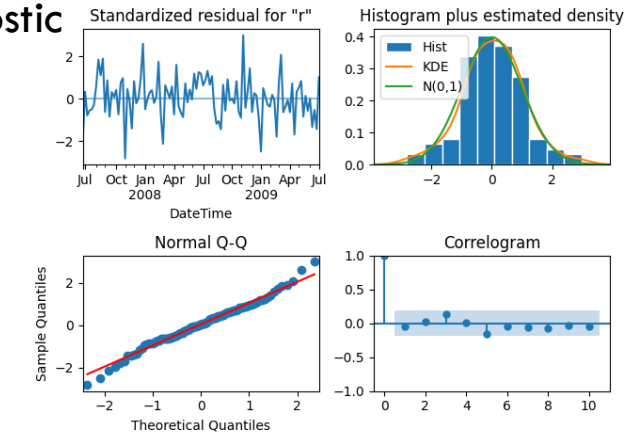 ostic
Standardized residual for "r"
2
0
−2
Jul Oct Jan Apr Jul Oct Jan Apr Jul
2008 2009
DateTime
Histogram plus estimated density
Hist
KDE
N(0,1)
0.4
0.3
0.2
0.1
0.0
−2 0 2
Normal Q-Q
Sample Quantiles
2
0
−2
−2 −1 0 1 2
Theoretical Quantiles
Correlogram
1.0
0.5
0.0
−0.5
−1.0
0 2 4 6 8 10